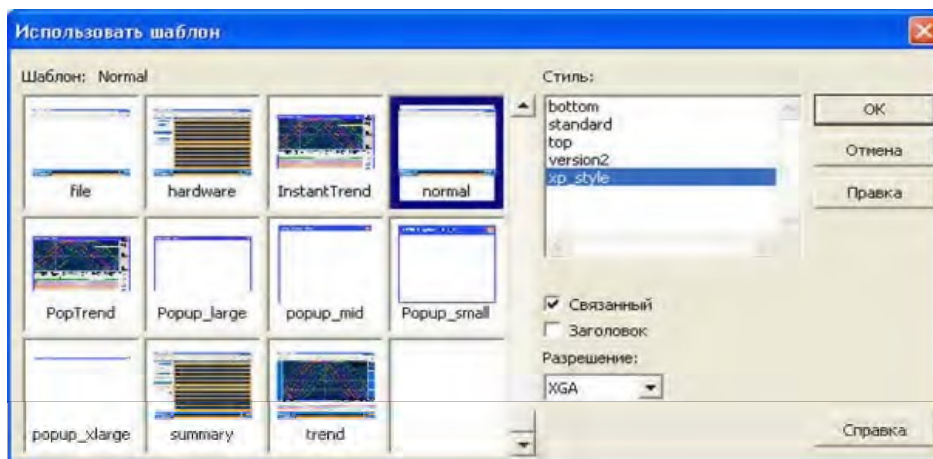 Использовать шаблон
Шаблон: Normal
Стиль:
file
hardware
InstantTrend
normal
PopTrend
Popup_large
popup_mid
Popup_small
popup_xlarge
summary
trend
bottom
standard
top
version2
xp_style
Связанный
Заголовок
Разрешение:
XGA
OK
Отмена
Правка
Справка